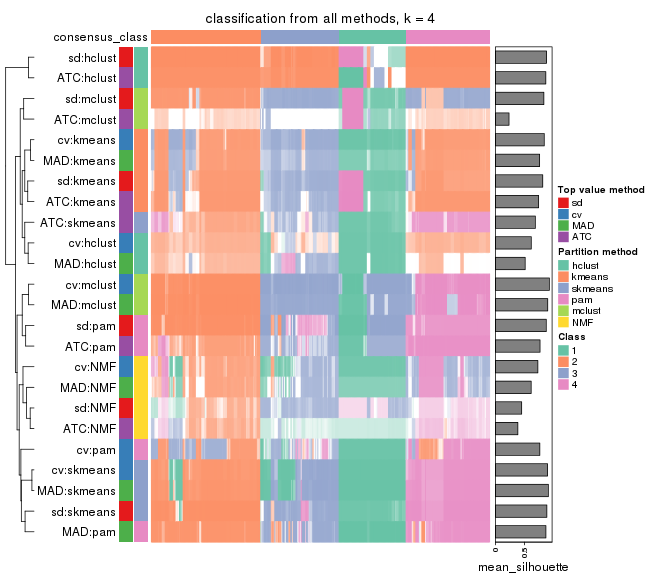 classification from all methods, k = 4
consensus_class
sd:hclust
ATC:hclust
sd:mclust
ATC:mclust
cv:kmeans
MAD:kmeans
sd:kmeans
ATC:kmeans
ATC:skmeans
cv:hclust
MAD:hclust
cv:mclust
MAD:mclust
sd:pam
ATC:pam
cv:NMF
MAD:NMF
sd:NMF
ATC:NMF
cv:pam
cv:skmeans
MAD:skmeans
sd:skmeans
MAD:pam
0
0.5
mean_silhouette
Top value method
sd
cv
MAD
ATC
Partition method
hclust
kmeans
skmeans
pam
mclust
NMF
Class
1
2
3
4